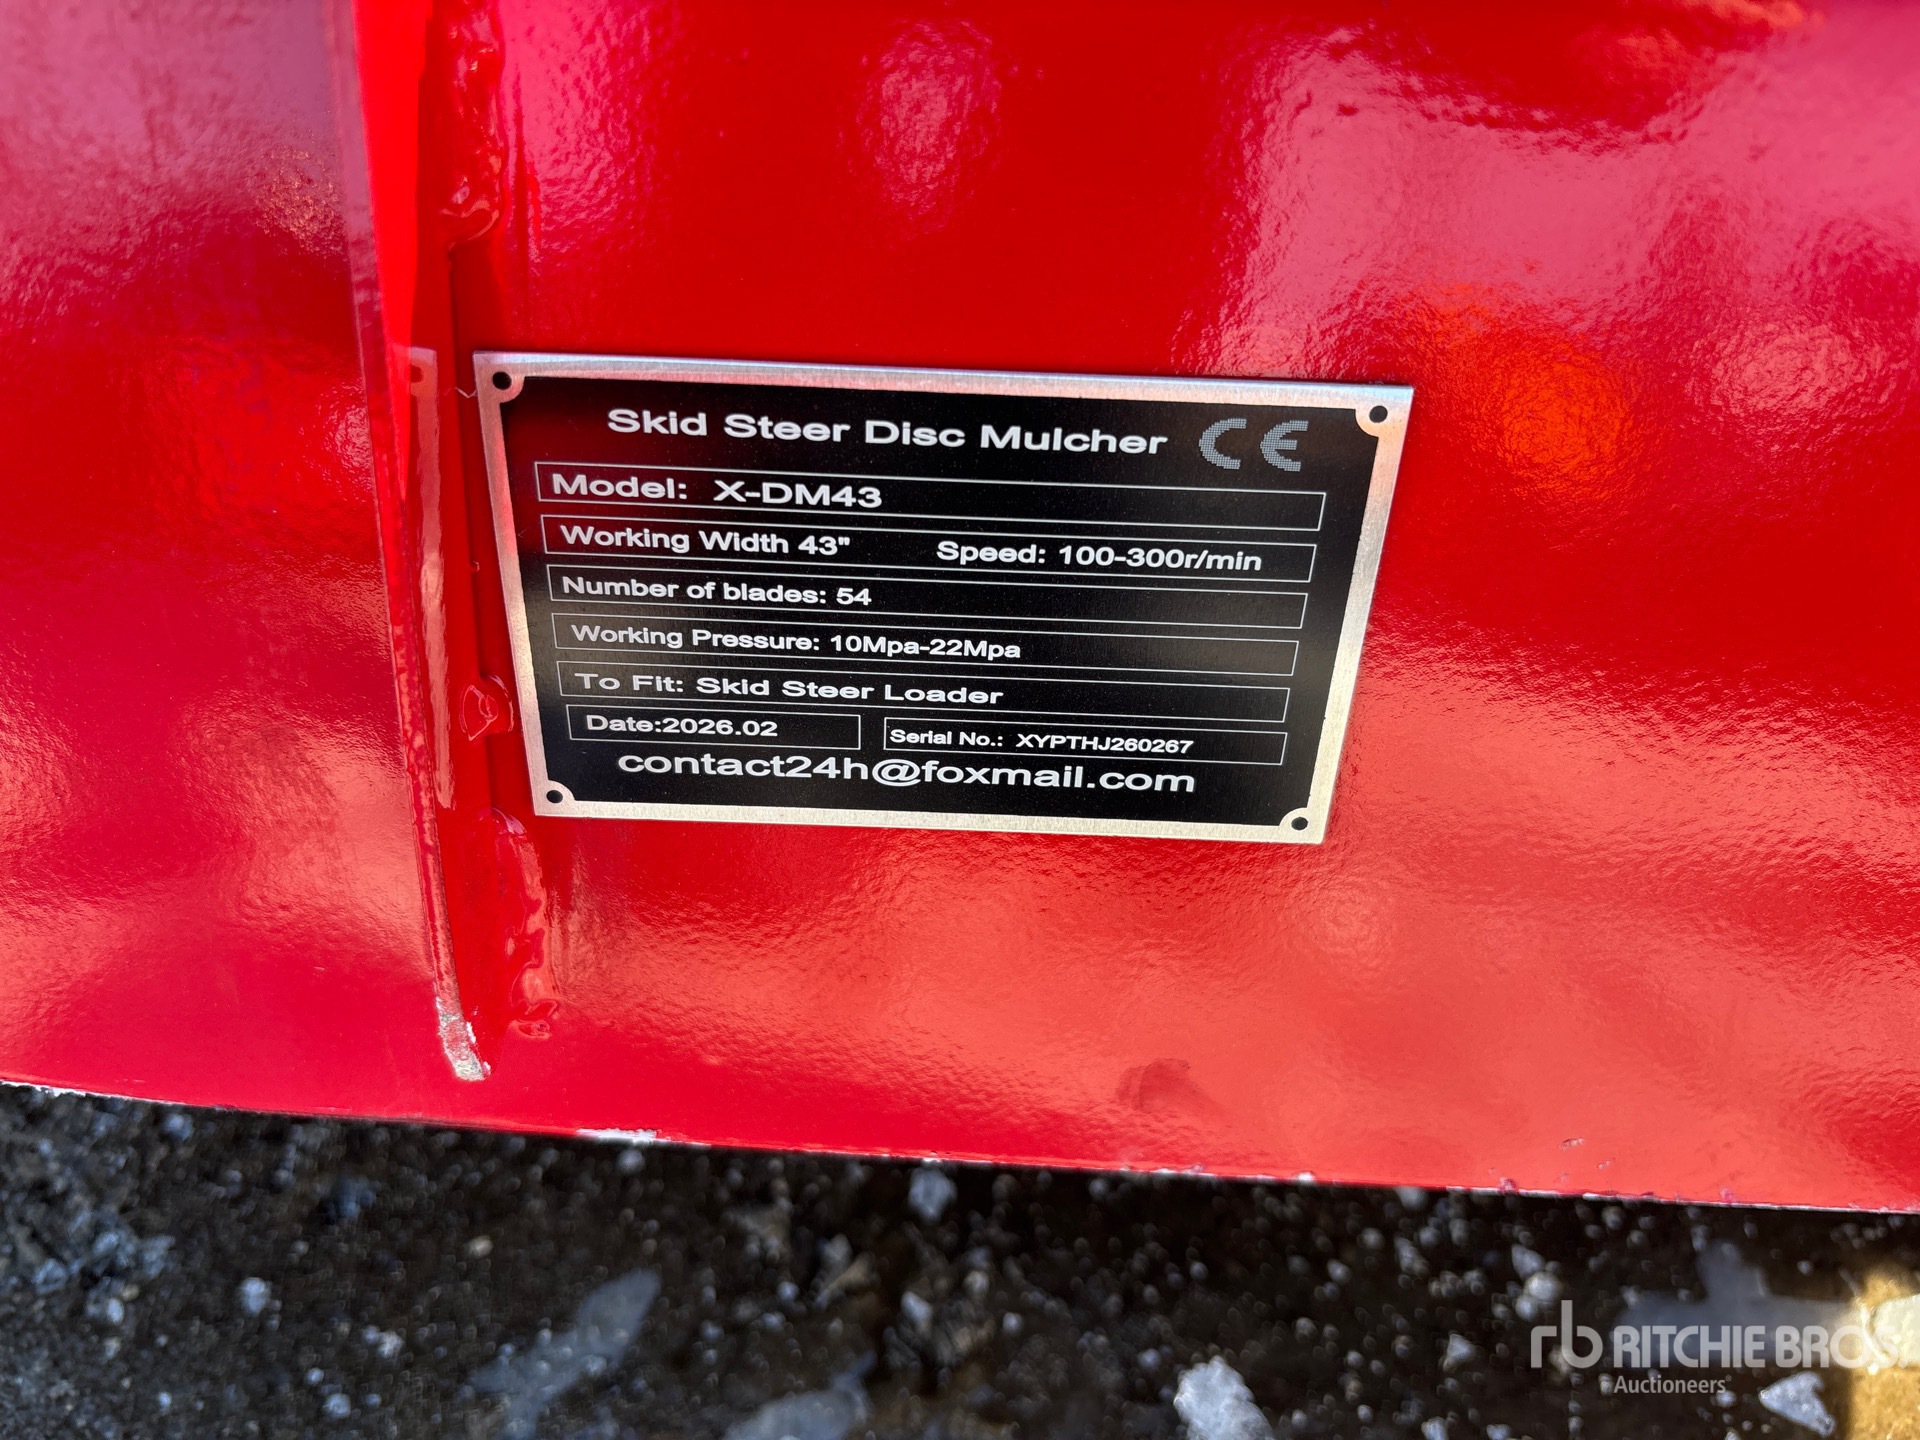 Skid Steer Disc Mulcher CE
Model: X-DM43
Working Width 43" Speed: 100-300r/min
Number of blades: 54
Working Pressure: 10Mpa-22Mpa
To Fit: Skid Steer Loader
Date:2026.02 Serial No.: XYPTHJ260267
contact24h@foxmail.com
rb RITCHIE BROS.
Auctioneers